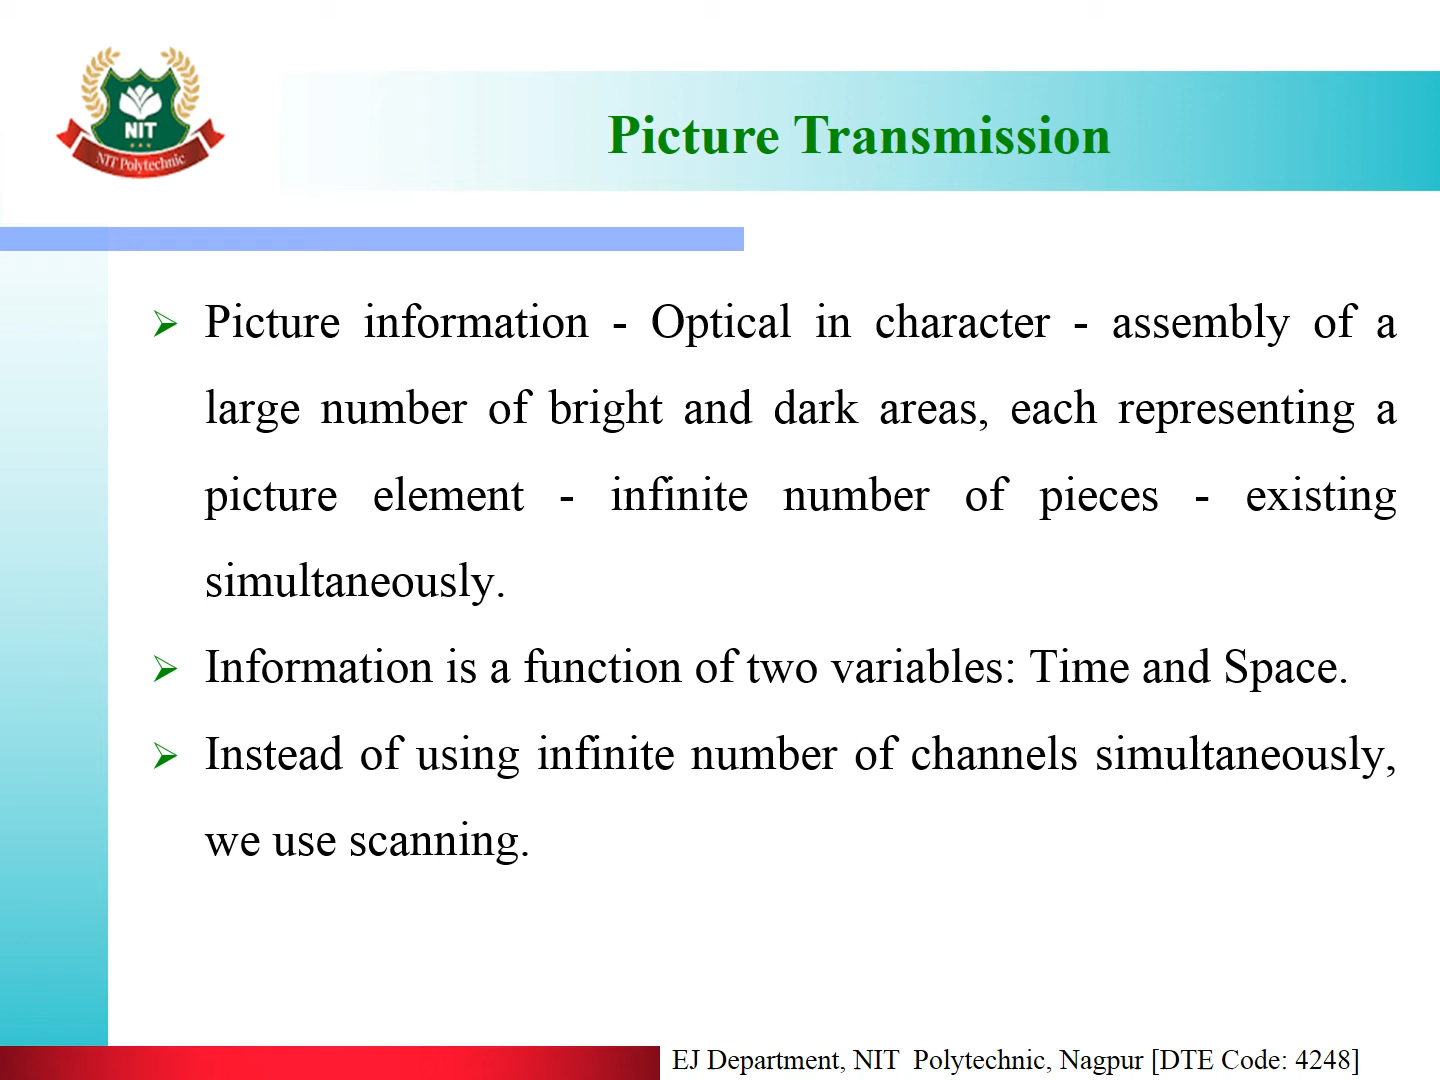 NIT
NIT Polytechnic
Picture Transmission
Picture information - Optical in character - assembly of a
large number of bright and dark areas, each representing a
picture element - infinite number of pieces - existing
simultaneously.
Information is a function of two variables: Time and Space.
Instead of using infinite number of channels simultaneously,
we use scanning.
EJ Department, NIT  Polytechnic, Nagpur [DTE Code: 4248]